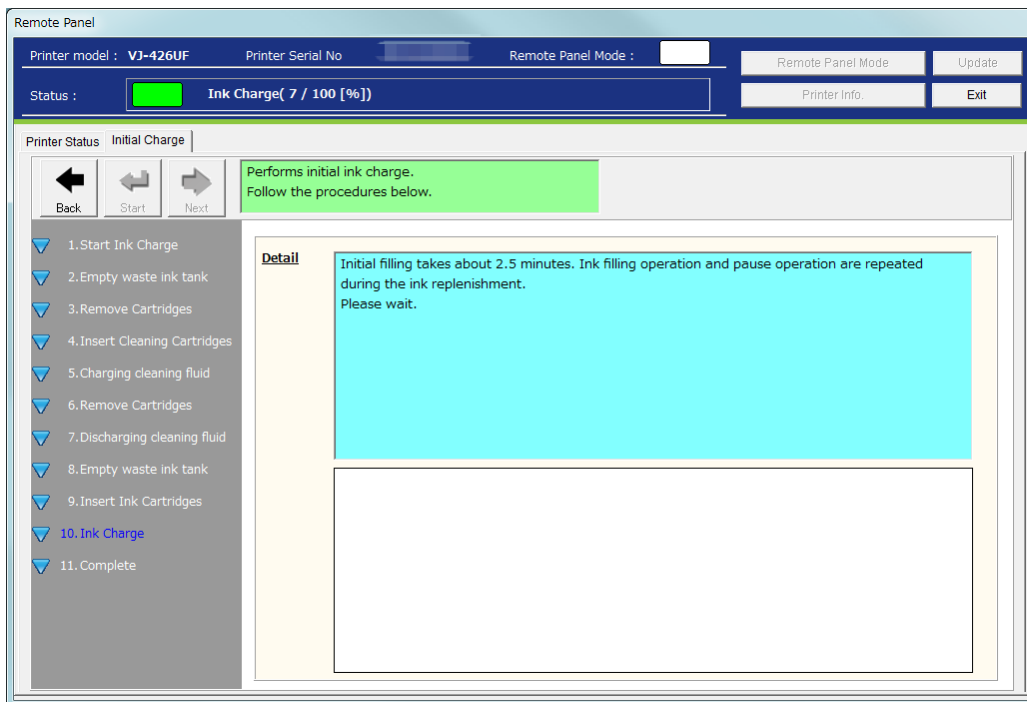 Remote Panel
Printer model : VJ-426UF Printer Serial No Remote Panel Mode :
Remote Panel Mode Update
Status : Ink Charge( 7 / 100 [%])
Printer Info. Exit
Printer Status Initial Charge
Back Start Next
Performs initial ink charge.
Follow the procedures below.
1.Start Ink Charge
2.Empty waste ink tank
3.Remove Cartridges
4.Insert Cleaning Cartridges
5.Charging cleaning fluid
6.Remove Cartridges
7.Discharging cleaning fluid
8.Empty waste ink tank
9.Insert Ink Cartridges
10.Ink Charge
11.Complete
Detail
Initial filling takes about 2.5 minutes. Ink filling operation and pause operation are repeated
during the ink replenishment.
Please wait.